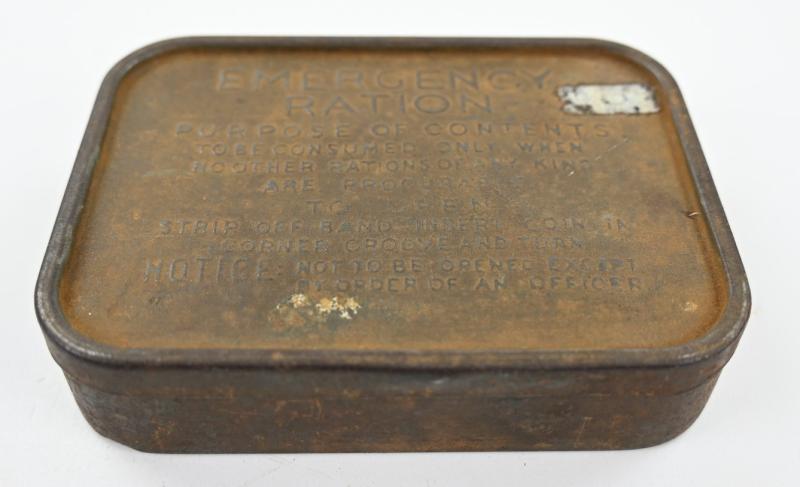 EMERGENCY
RATION
PURPOSE OF CONTENTS
TO BE CONSUMED ONLY WHEN
NO OTHER RATIONS OF ANY KIND
ARE PROCURABLE
TO OPEN
STRIP OFF BAND INSERT COIN IN
CORNER GROOVE AND TURN
NOTICE: NOT TO BE OPENED EXCEPT
BY ORDER OF AN OFFICER